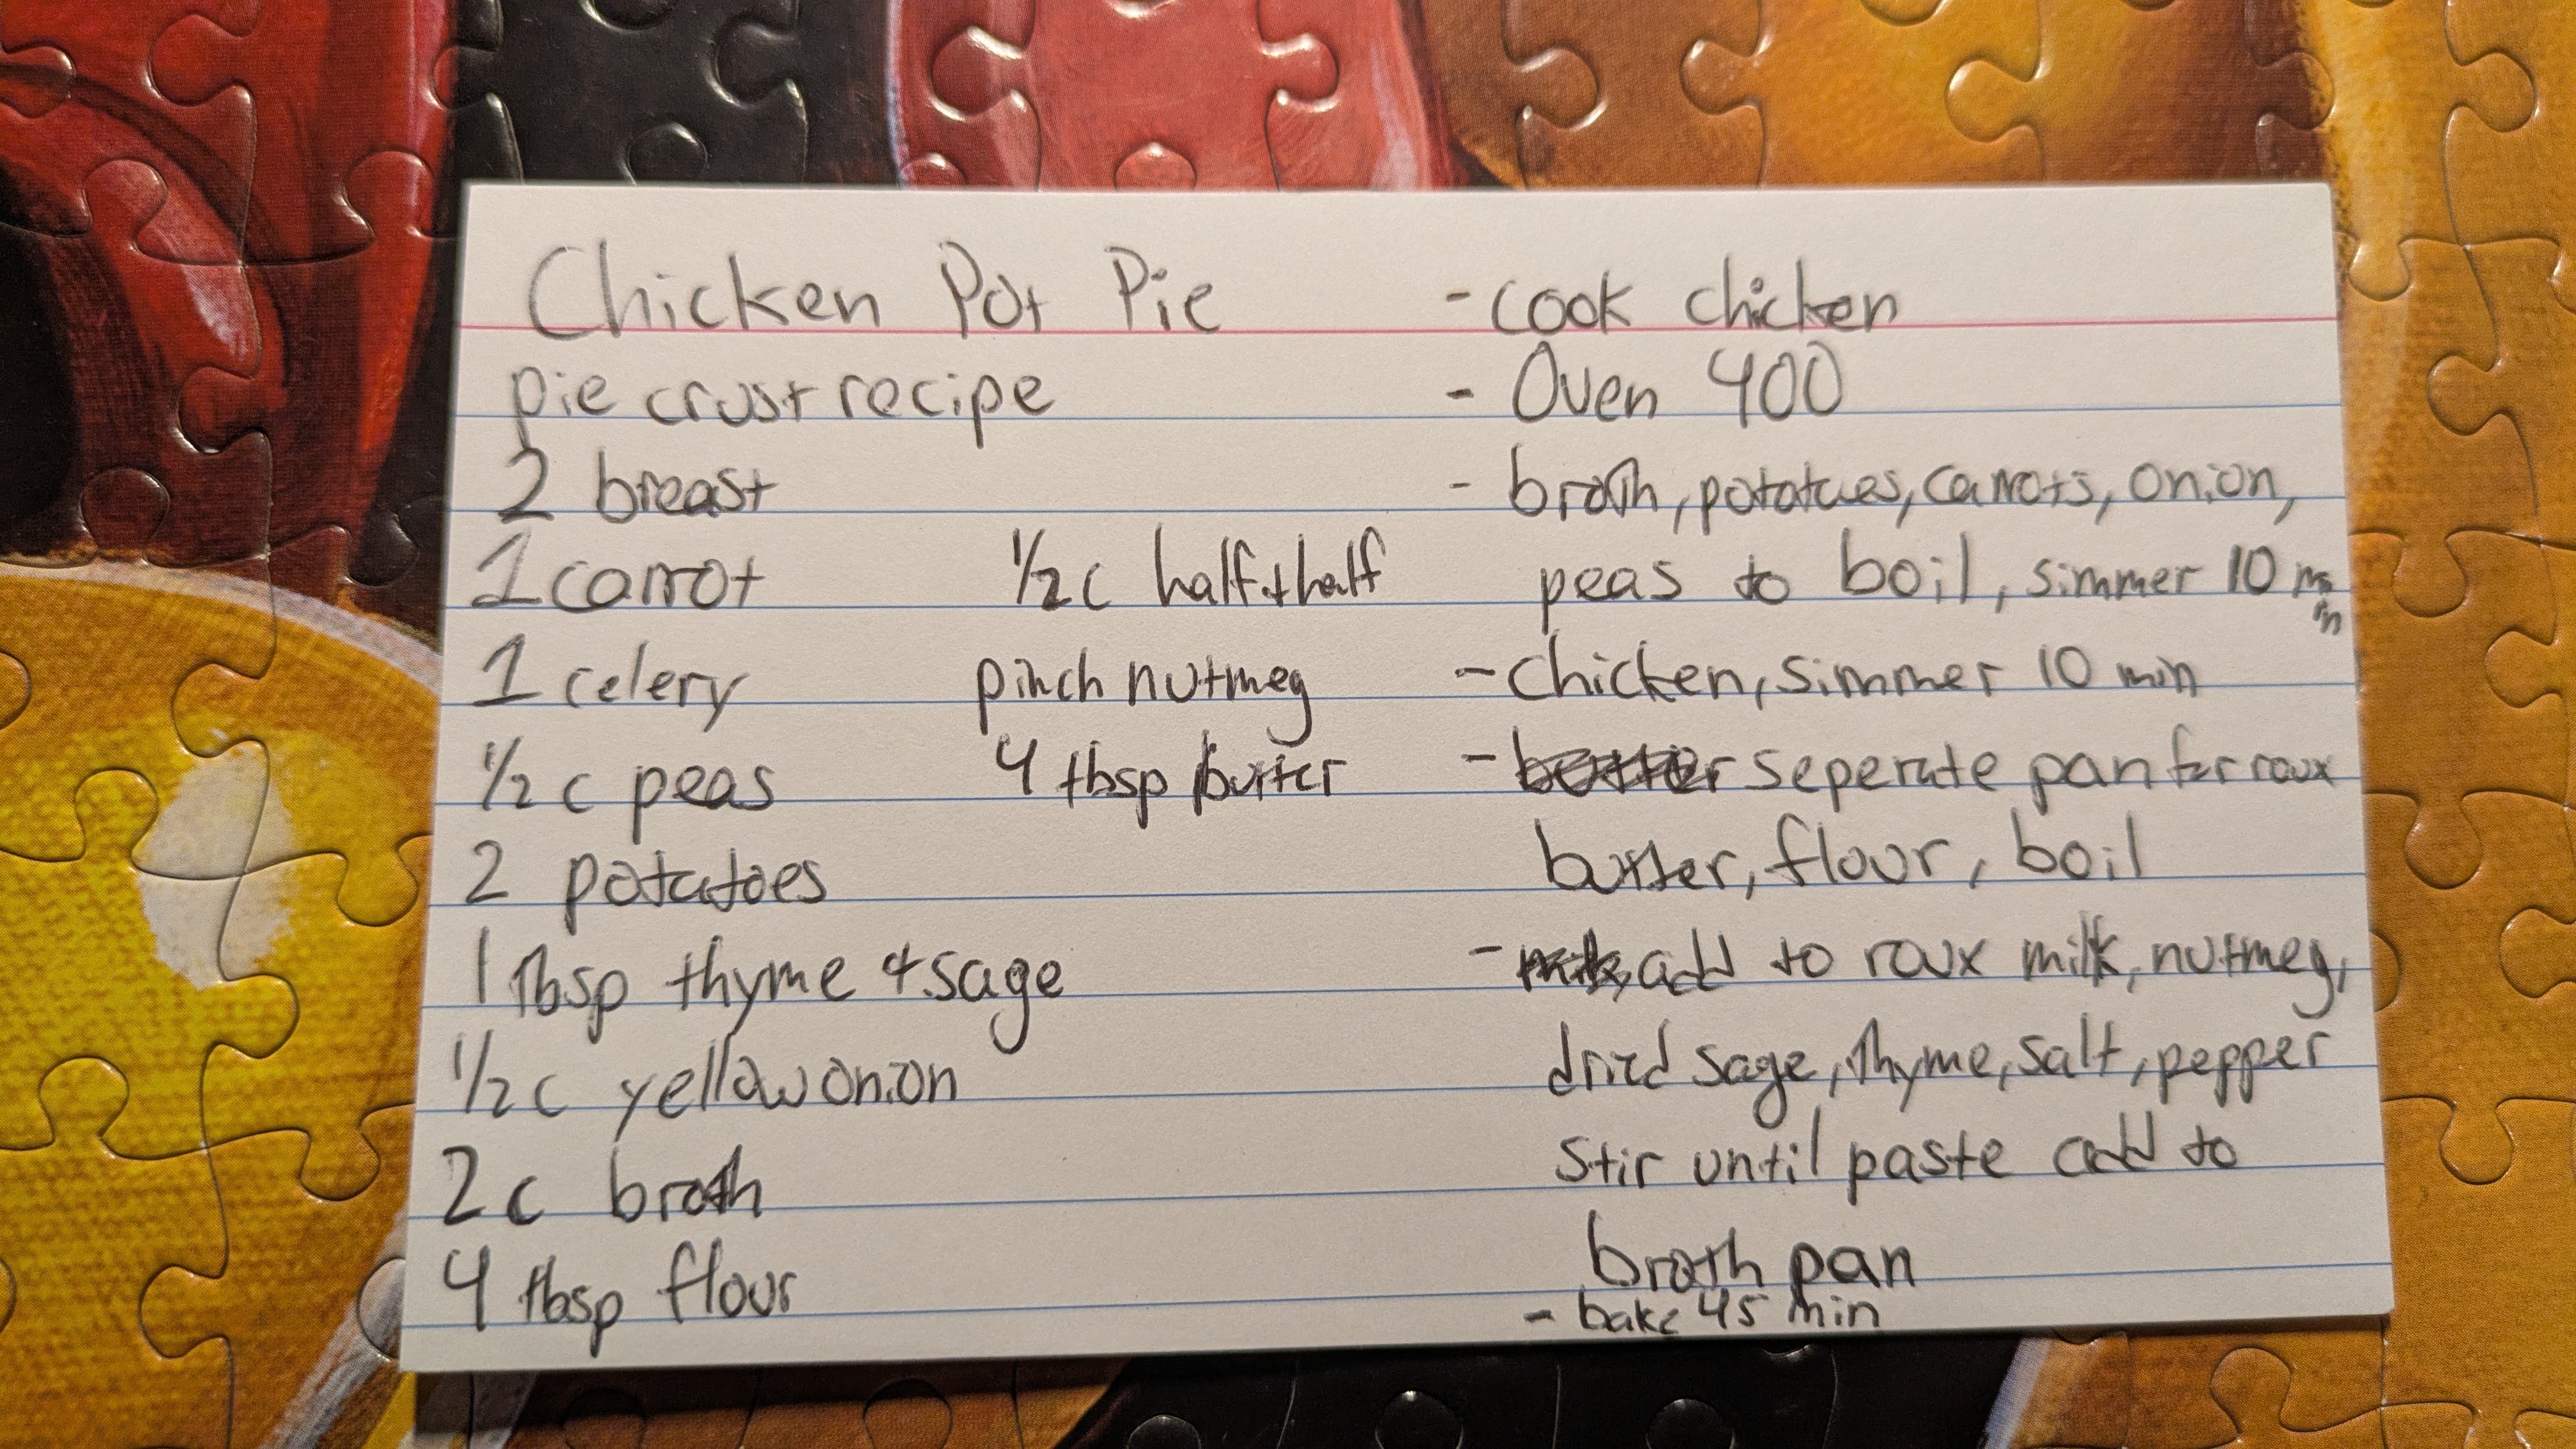 Chicken Pot Pie
pie crust recipe
2 breast
1 carrot
1 celery
1/2 c peas
2 potatoes
1 tbsp thyme + sage
1/2 c yellow onion
2 c broth
4 tbsp flour
1/2 c half + half
pinch nutmeg
4 tbsp butter
- cook chicken
- Oven 400
- broth, potatoes, carrots, onion,
peas to boil, simmer 10 min
- chicken, simmer 10 min
- seperate pan for roux
butter, flour, boil
- add to roux milk, nutmeg,
dried sage, thyme, salt, pepper
stir until paste add to
broth pan
- bake 45 min